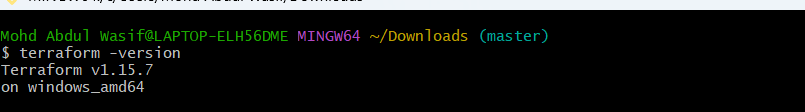 Mohd Abdul Wasif@LAPTOP-ELH56DME MINGW64 ~/Downloads (master)
$ terraform -version
Terraform v1.15.7
on windows_amd64